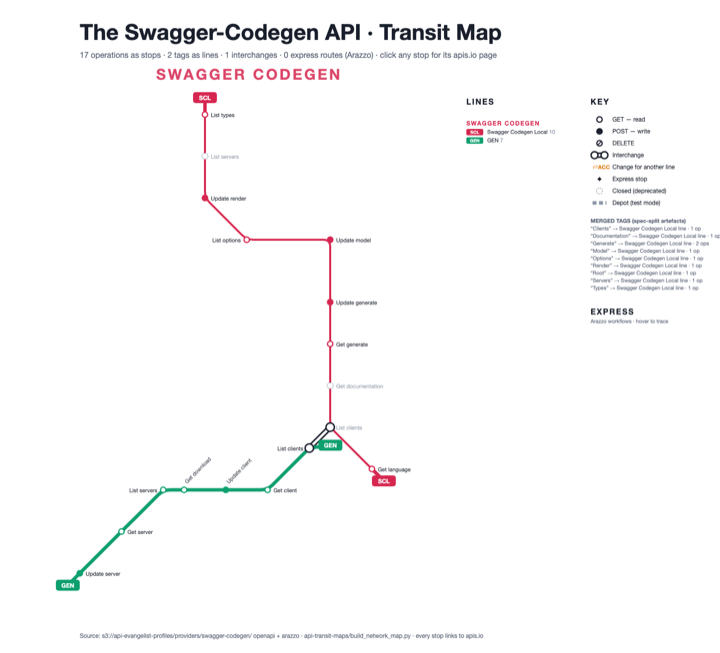 The Swagger-Codegen API · Transit Map
17 operations as stops · 2 tags as lines · 1 interchanges · 0 express routes (Arazzo) · click any stop for its apis.io page
SWAGGER CODEGEN
SCL
List types
List servers
Update render
List options
Update model
Update generate
Get generate
Get documentation
List clients
List clients
GEN
Get language
SCL
Get download
Update client
List servers
Get client
Get server
Update server
GEN
LINES
SWAGGER CODEGEN
SCL Swagger Codegen Local 10
GEN GEN 7
KEY
GET — read
POST — write
DELETE
Interchange
ACC Change for another line
Express stop
Closed (deprecated)
Depot (test mode)
MERGED TAGS (spec-split artefacts)
"Clients" → Swagger Codegen Local line · 1 op
"Documentation" → Swagger Codegen Local line · 1 op
"Generate" → Swagger Codegen Local line · 2 ops
"Model" → Swagger Codegen Local line · 1 op
"Options" → Swagger Codegen Local line · 1 op
"Render" → Swagger Codegen Local line · 1 op
"Root" → Swagger Codegen Local line · 1 op
"Servers" → Swagger Codegen Local line · 1 op
"Types" → Swagger Codegen Local line · 1 op
EXPRESS
Arazzo workflows · hover to trace
Source: s3://api-evangelist-profiles/providers/swagger-codegen/ openapi + arazzo · api-transit-maps/build_network_map.py · every stop links to apis.io